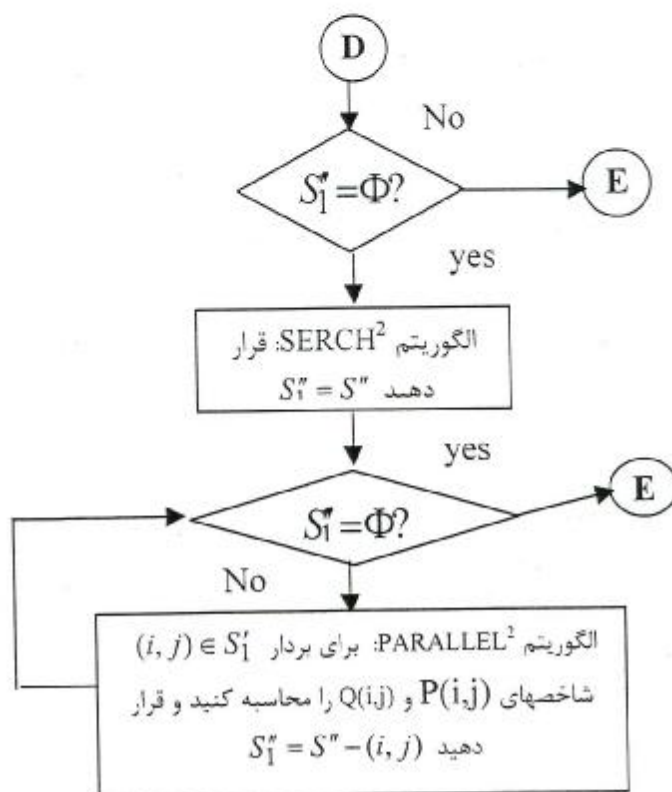 D
No
S₁″=Φ?
E
yes
الگوریتم SERCH²: قرار
دهند S₁″ = S″
yes
E
S₁″=Φ?
No
الگوریتم PARALLEL²: برای بردار (i, j) ∈ S₁′
شاخصهای P(i,j) و Q(i,j) را محاسبه کنید و قرار
دهید S₁″ = S″ − (i, j)